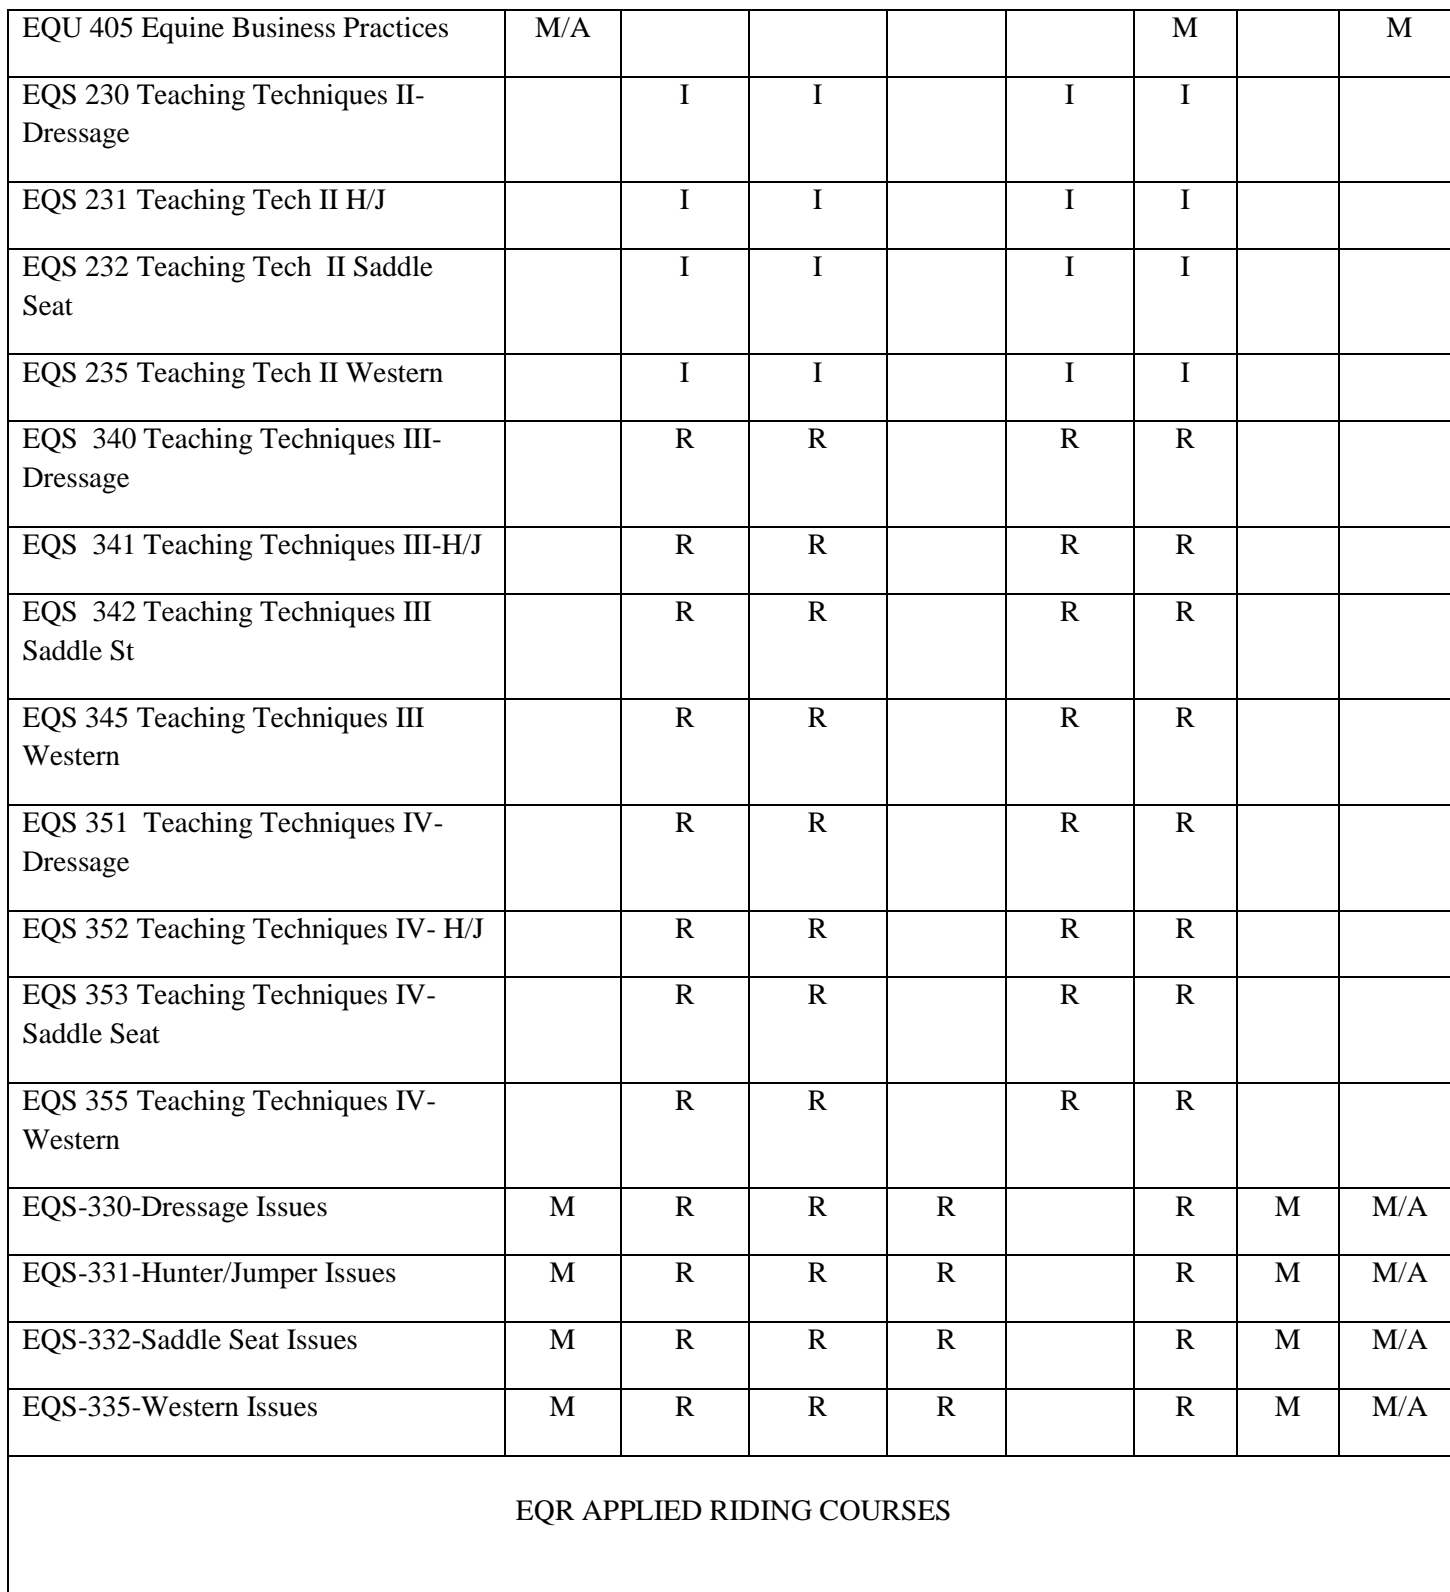 EQU 405 Equine Business Practices M/A M M
EQS 230 Teaching Techniques II- I I I I
Dressage
EQS 231 Teaching Tech II H/J I I I I
EQS 232 Teaching Tech  II Saddle I I I I
Seat
EQS 235 Teaching Tech II Western I I I I
EQS  340 Teaching Techniques III- R R R R
Dressage
EQS  341 Teaching Techniques III-H/J R R R R
EQS  342 Teaching Techniques III R R R R
Saddle St
EQS 345 Teaching Techniques III R R R R
Western
EQS 351  Teaching Techniques IV- R R R R
Dressage
EQS 352 Teaching Techniques IV- H/J R R R R
EQS 353 Teaching Techniques IV- R R R R
Saddle Seat
EQS 355 Teaching Techniques IV- R R R R
Western
EQS-330-Dressage Issues M R R R R M M/A
EQS-331-Hunter/Jumper Issues M R R R R M M/A
EQS-332-Saddle Seat Issues M R R R R M M/A
EQS-335-Western Issues M R R R R M M/A
EQR APPLIED RIDING COURSES